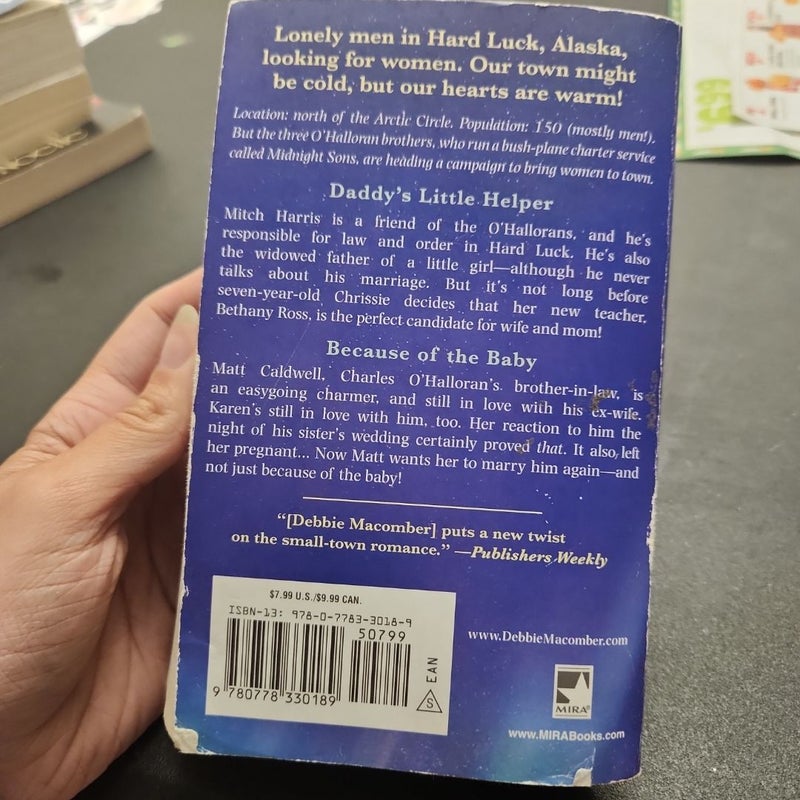 Lonely men in Hard Luck, Alaska,
looking for women. Our town might
be cold, but our hearts are warm!
Location: north of the Arctic Circle. Population: 150 (mostly men!).
But the three O'Halloran brothers, who run a bush-plane charter service
called Midnight Sons, are heading a campaign to bring women to town.
Daddy's Little Helper
Mitch Harris is a friend of the O'Hallorans, and he's
responsible for law and order in Hard Luck. He's also
the widowed father of a little girl—although he never
talks about his marriage. But it's not long before
seven-year-old Chrissie decides that her new teacher,
Bethany Ross, is the perfect candidate for wife and mom!
Because of the Baby
Matt Caldwell, Charles O'Halloran's brother-in-law, is
an easygoing charmer, and still in love with his ex-wife.
Karen's still in love with him, too. Her reaction to him the
night of his sister's wedding certainly proved that. It also left
her pregnant... Now Matt wants her to marry him again—and
not just because of the baby!
"[Debbie Macomber] puts a new twist
on the small-town romance." —Publishers Weekly
$7.99 U.S./$9.99 CAN.
ISBN-13: 978-0-7783-3018-9
50799
9 780778 330189
EAN
S
www.DebbieMacomber.com
MIRA®
www.MIRABooks.com